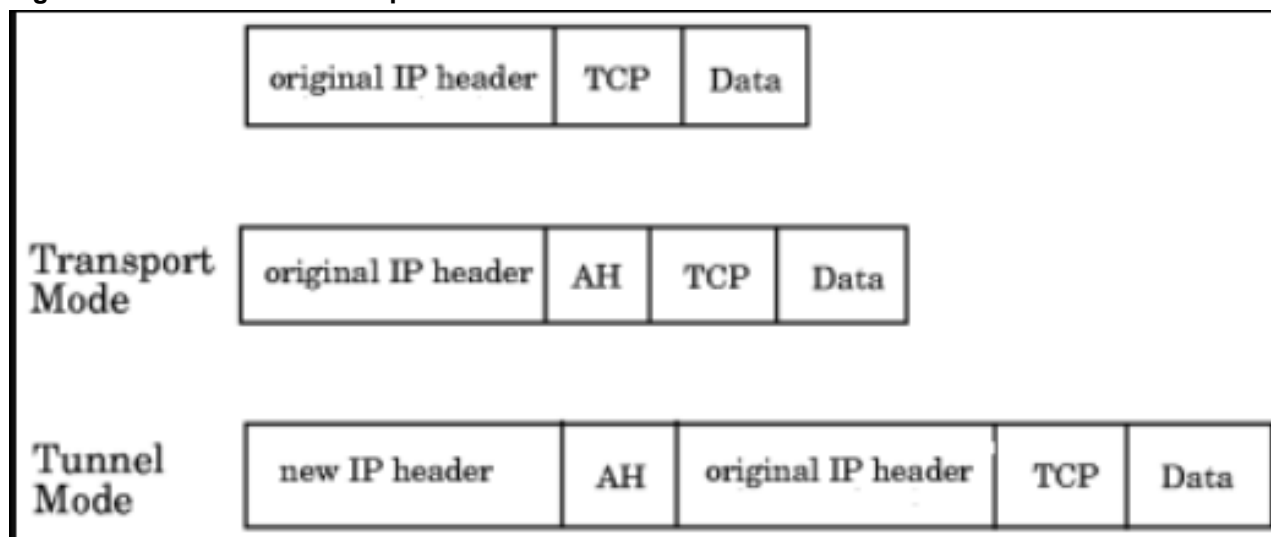 original IP header TCP Data
Transport
Mode
original IP header AH TCP Data
Tunnel
Mode
new IP header AH original IP header TCP Data